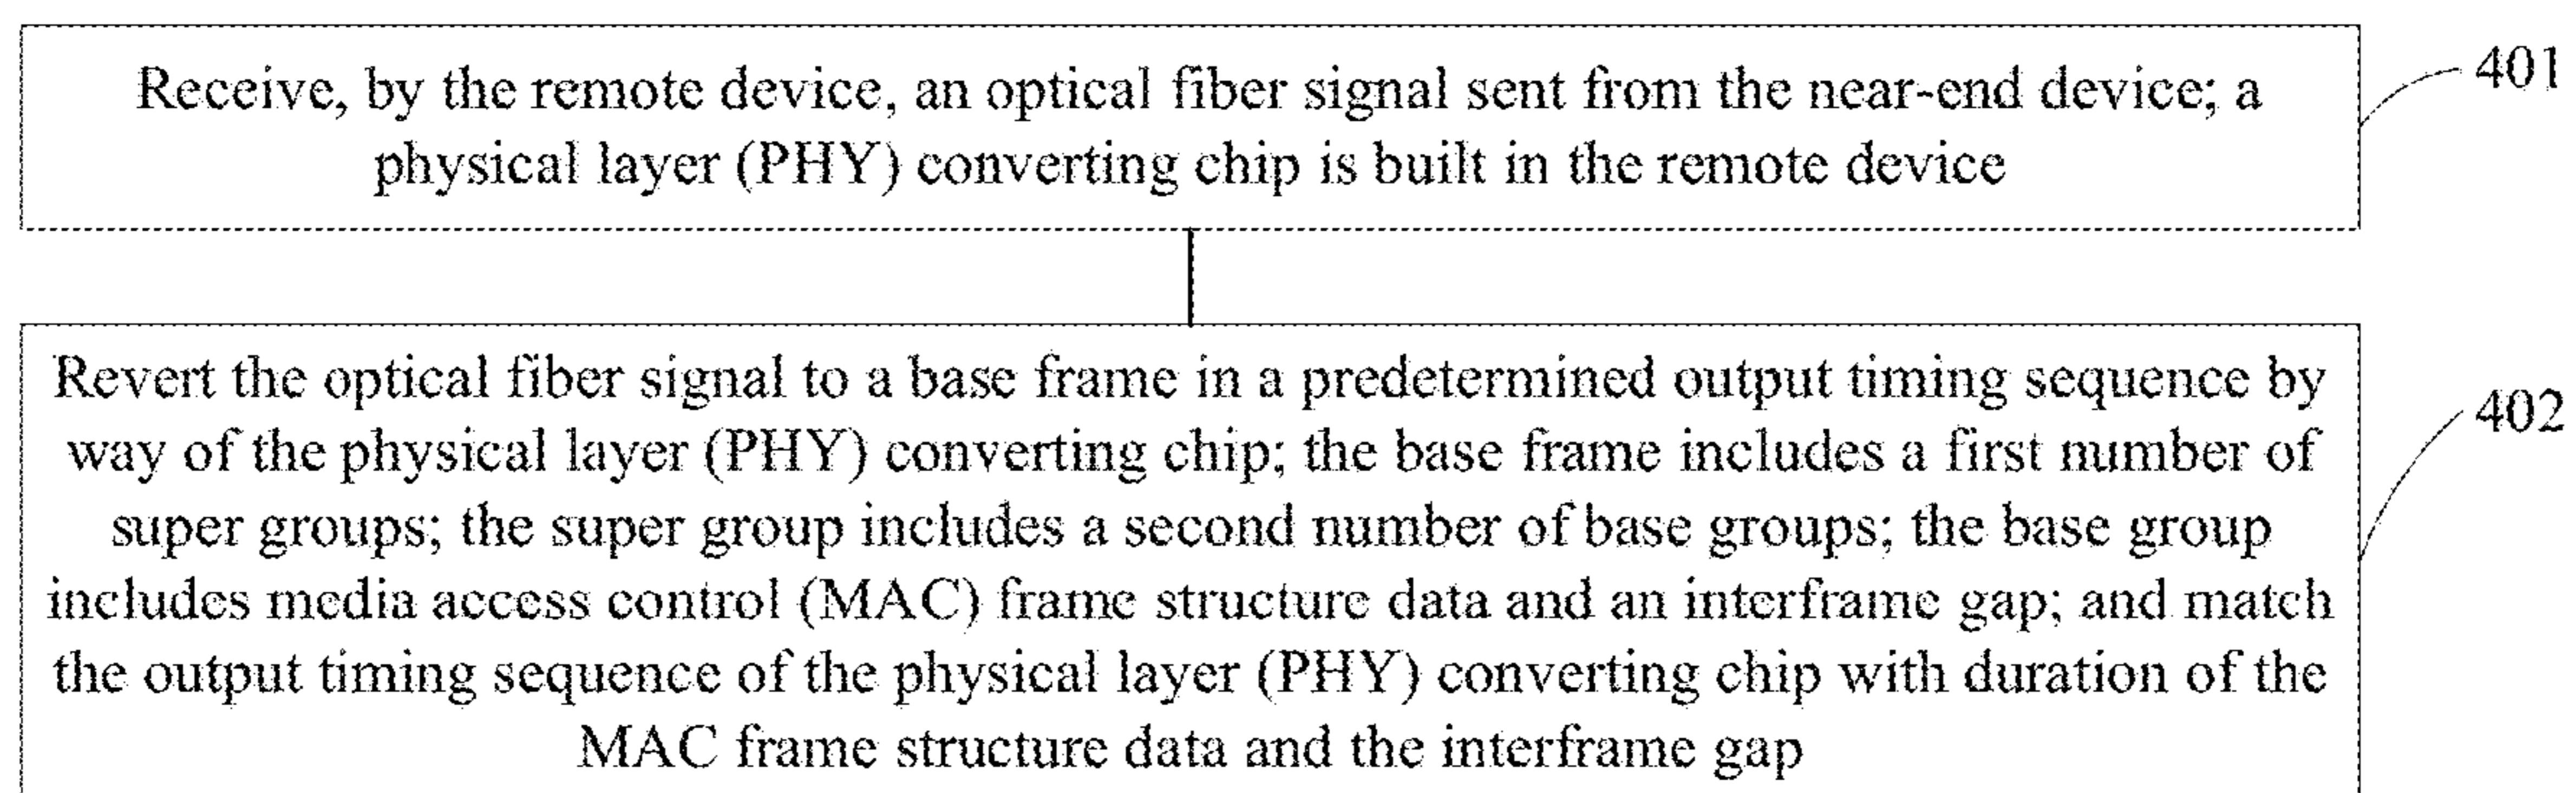 Receive, by the remote device, an optical fiber signal sent from the near-end device; a
physical layer (PHY) converting chip is built in the remote device
401
Revert the optical fiber signal to a base frame in a predetermined output timing sequence by
way of the physical layer (PHY) converting chip; the base frame includes a first number of
super groups; the super group includes a second number of base groups; the base group
includes media access control (MAC) frame structure data and an interframe gap; and match
the output timing sequence of the physical layer (PHY) converting chip with duration of the
MAC frame structure data and the interframe gap
402